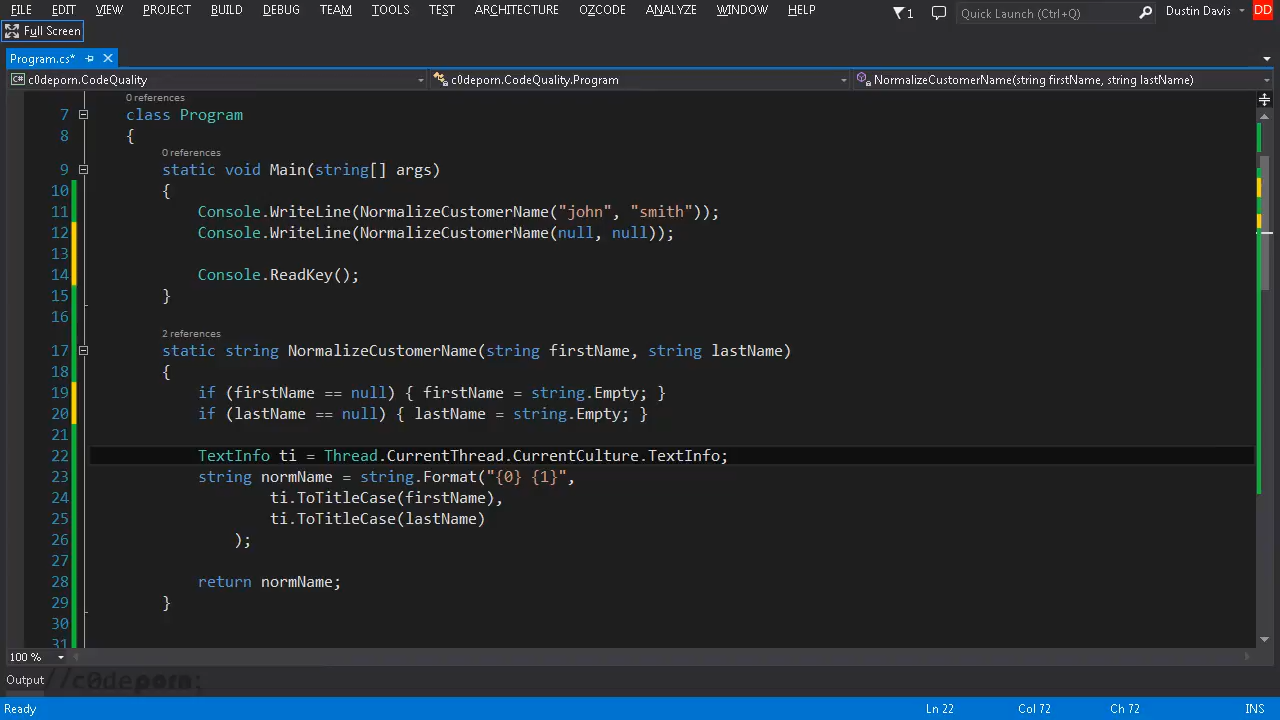 FILE EDIT VIEW PROJECT BUILD DEBUG TEAM TOOLS TEST ARCHITECTURE OZCODE ANALYZE WINDOW HELP 1 Quick Launch (Ctrl+Q) Dustin Davis DD
Full Screen
Program.cs*
C# c0deporn.CodeQuality c0deporn.CodeQuality.Program NormalizeCustomerName(string firstName, string lastName)
0 references
7 class Program
8 {
0 references
9 static void Main(string[] args)
10 {
11 Console.WriteLine(NormalizeCustomerName("john", "smith"));
12 Console.WriteLine(NormalizeCustomerName(null, null));
13
14 Console.ReadKey();
15 }
16
2 references
17 static string NormalizeCustomerName(string firstName, string lastName)
18 {
19 if (firstName == null) { firstName = string.Empty; }
20 if (lastName == null) { lastName = string.Empty; }
21
22 TextInfo ti = Thread.CurrentThread.CurrentCulture.TextInfo;
23 string normName = string.Format("{0} {1}",
24 ti.ToTitleCase(firstName),
25 ti.ToTitleCase(lastName)
26 );
27
28 return normName;
29 }
30
31
100 %
Output //c0deporn;
Ready Ln 22 Col 72 Ch 72 INS